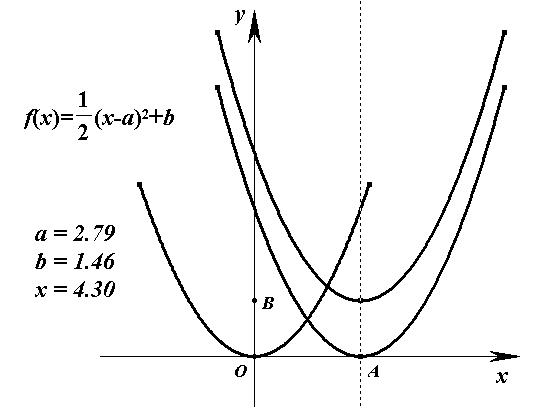 y
f(x)=1/2(x-a)²+b
a = 2.79
b = 1.46
x = 4.30
B
O
A
x